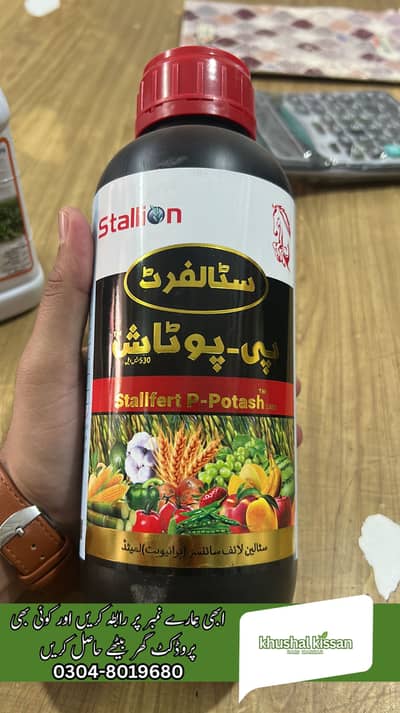 Stallion
سٹالفرٹ
پی-پوٹاش
Stallfert P-Potash™
سٹالین لائف سائنسز (پرائیویٹ) لمیٹڈ
ابھی ہمارے نمبر پر رابطہ کریں اور کوئی بھی
پروڈکٹ گھر بیٹھے حاصل کریں
0304-8019680
khushal kissan